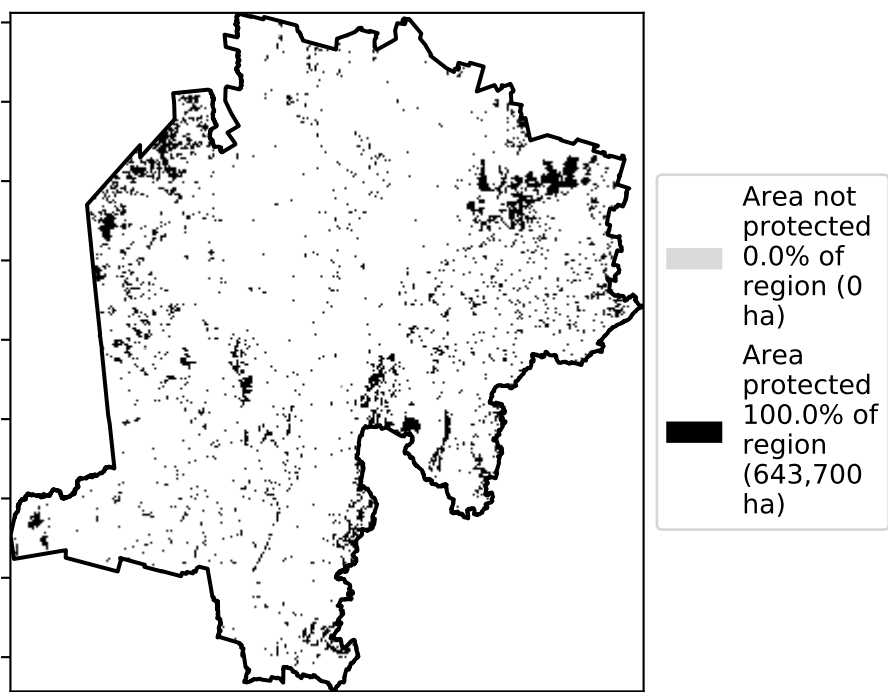 Area not
protected
0.0% of
region (0
ha)
Area
protected
100.0% of
region
(643,700
ha)